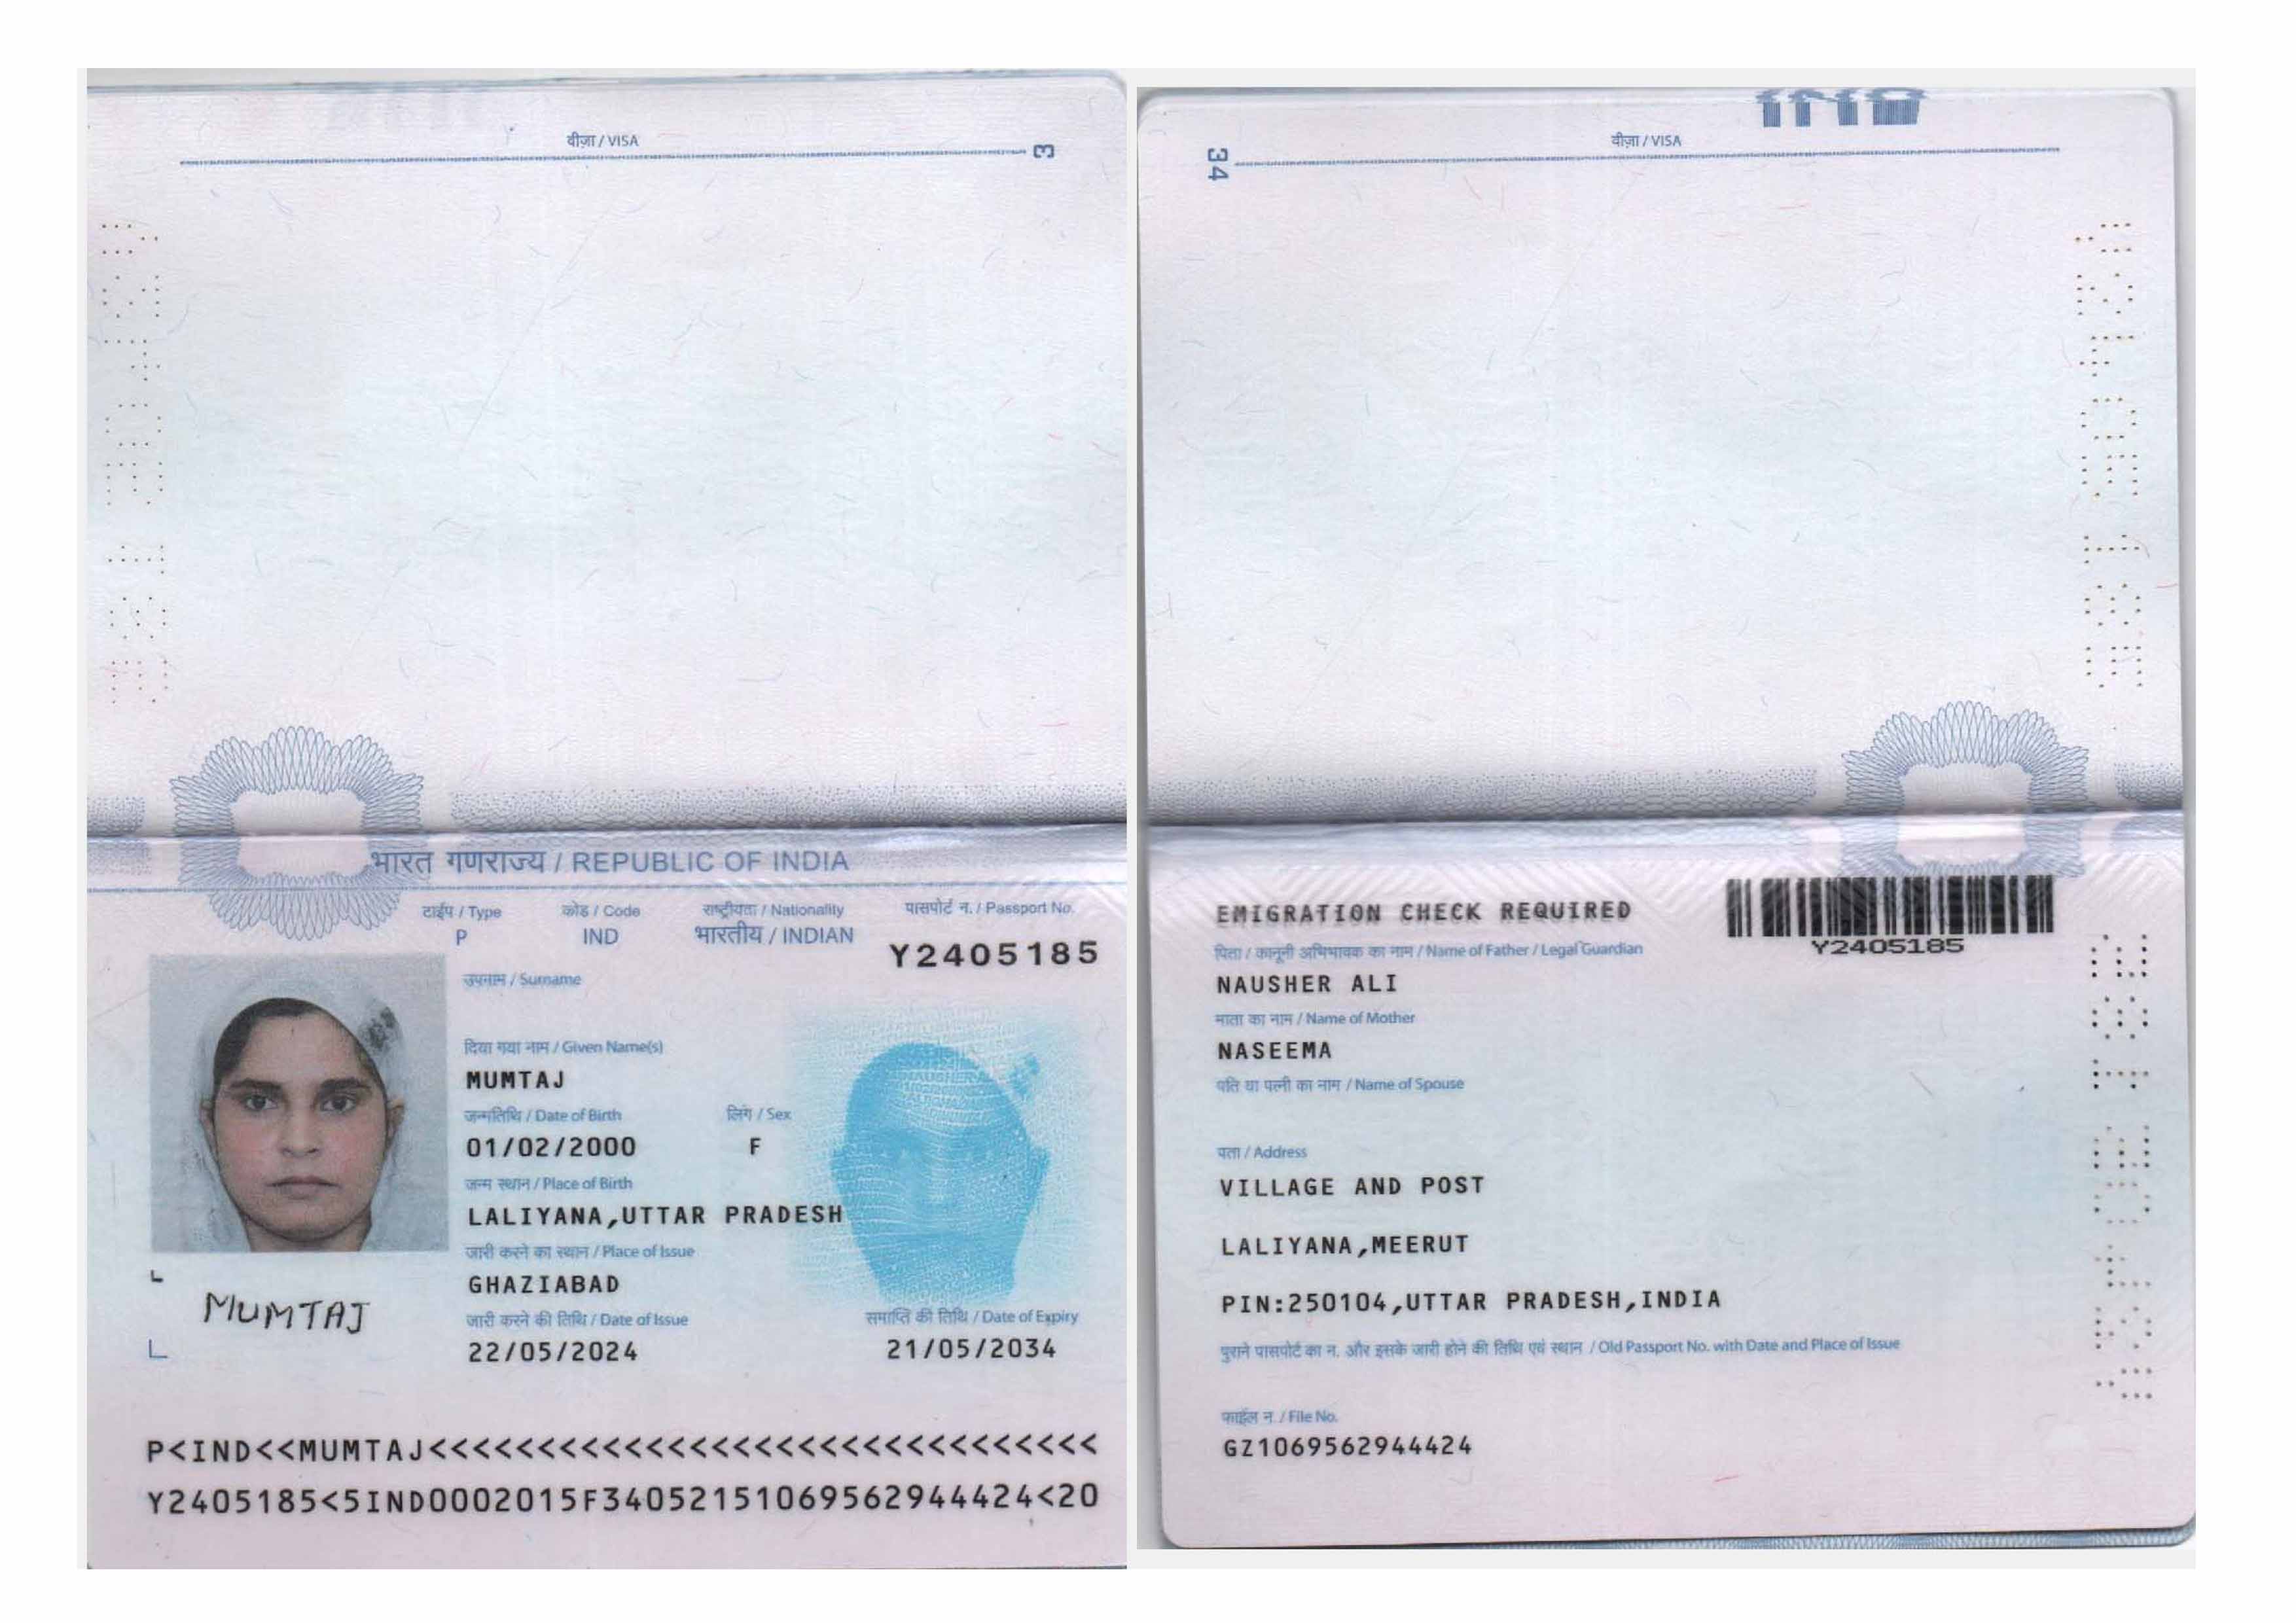 वीज़ा / VISA
3
भारत गणराज्य / REPUBLIC OF INDIA
टाईप / Type कोड / Code राष्ट्रीयता / Nationality पासपोर्ट न. / Passport No.
P IND भारतीय / INDIAN Y2405185
उपनाम / Surname
दिया गया नाम / Given Name(s)
MUMTAJ
जन्मतिथि / Date of Birth लिंग / Sex
01/02/2000 F
जन्म स्थान / Place of Birth
LALIYANA,UTTAR PRADESH
जारी करने का स्थान / Place of Issue
GHAZIABAD
MUMTAJ
जारी करने की तिथि / Date of Issue समाप्ति की तिथि / Date of Expiry
22/05/2024 21/05/2034
P<IND<<MUMTAJ<<<<<<<<<<<<<<<<<<<<<<<<<<<<<<<
Y2405185<5IND0002015F34052151069562944424<20
वीज़ा / VISA
34
EMIGRATION CHECK REQUIRED
Y2405185
पिता / कानूनी अभिभावक का नाम / Name of Father / Legal Guardian
NAUSHER ALI
माता का नाम / Name of Mother
NASEEMA
पति या पत्नी का नाम / Name of Spouse
पता / Address
VILLAGE AND POST
LALIYANA,MEERUT
PIN:250104,UTTAR PRADESH,INDIA
पुराने पासपोर्ट का न. और इसके जारी होने की तिथि एवं स्थान / Old Passport No. with Date and Place of Issue
फाईल न. / File No.
GZ1069562944424